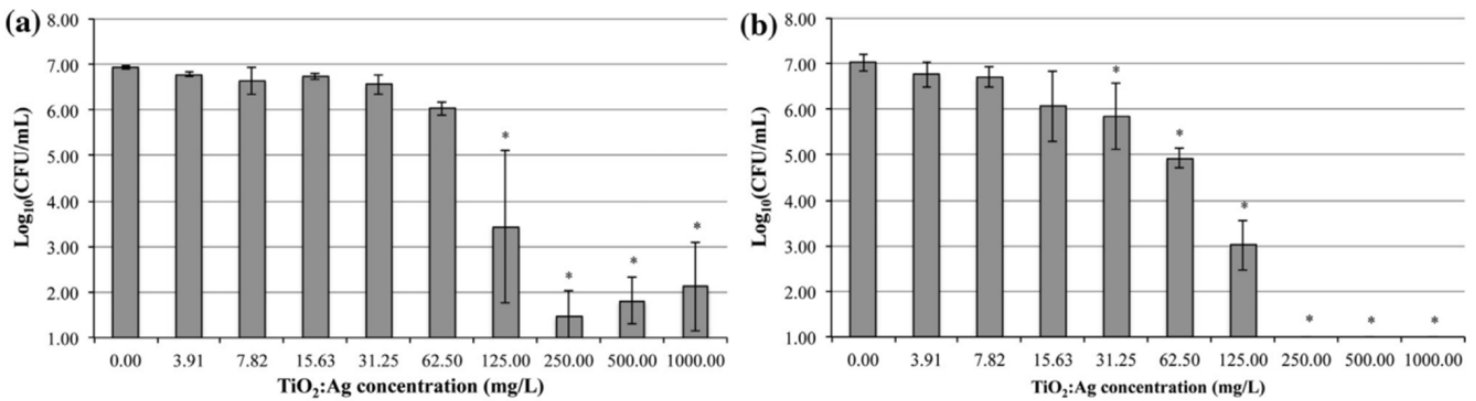 (a)
8.00
7.00
6.00
5.00
4.00
3.00
2.00
1.00
Log₁₀(CFU/mL)
* * * *
0.00 3.91 7.82 15.63 31.25 62.50 125.00 250.00 500.00 1000.00
TiO₂:Ag concentration (mg/L)
(b)
8.00
7.00
6.00
5.00
4.00
3.00
2.00
1.00
Log₁₀(CFU/mL)
* * * * * *
0.00 3.91 7.82 15.63 31.25 62.50 125.00 250.00 500.00 1000.00
TiO₂:Ag concentration (mg/L)